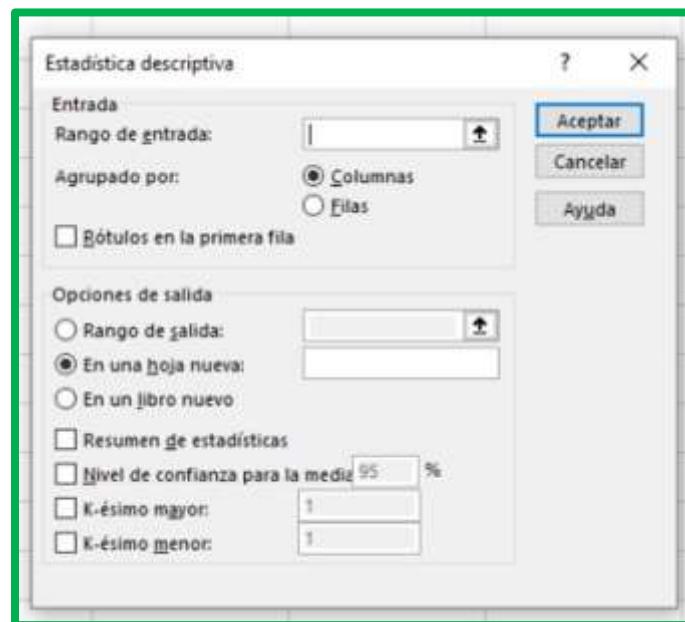 Estadística descriptiva
Entrada
Rango de entrada:
Agrupado por:
Columnas
Filas
Rótulos en la primera fila
Aceptar
Cancelar
Ayuda
Opciones de salida
Rango de salida:
En una hoja nueva:
En un libro nuevo
Resumen de estadísticas
Nivel de confianza para la media 95 %
K-ésimo mayor: 1
K-ésimo menor: 1